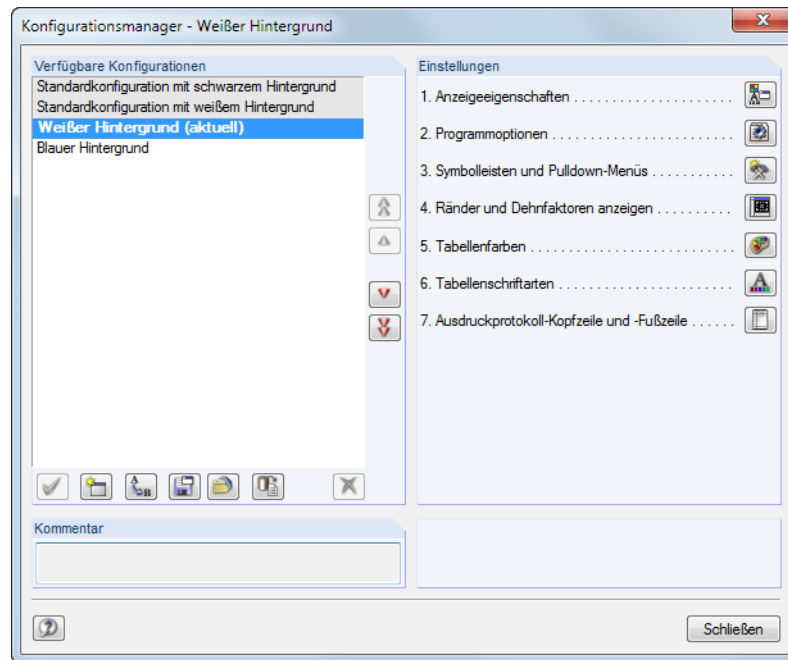 Konfigurationsmanager - Weißer Hintergrund
Verfügbare Konfigurationen
Standardkonfiguration mit schwarzem Hintergrund
Standardkonfiguration mit weißem Hintergrund
Weißer Hintergrund (aktuell)
Blauer Hintergrund
Kommentar
Einstellungen
1. Anzeigeeigenschaften . . . . . . . . . . . . . . . . . . . . . .
2. Programmoptionen . . . . . . . . . . . . . . . . . . . . . . . .
3. Symbolleisten und Pulldown-Menüs . . . . . . . . . . .
4. Ränder und Dehnfaktoren anzeigen . . . . . . . . . .
5. Tabellenfarben . . . . . . . . . . . . . . . . . . . . . . . . . . .
6. Tabellenschriftarten . . . . . . . . . . . . . . . . . . . . . . .
7. Ausdruckprotokoll-Kopfzeile und -Fußzeile . . . . . .
Schließen